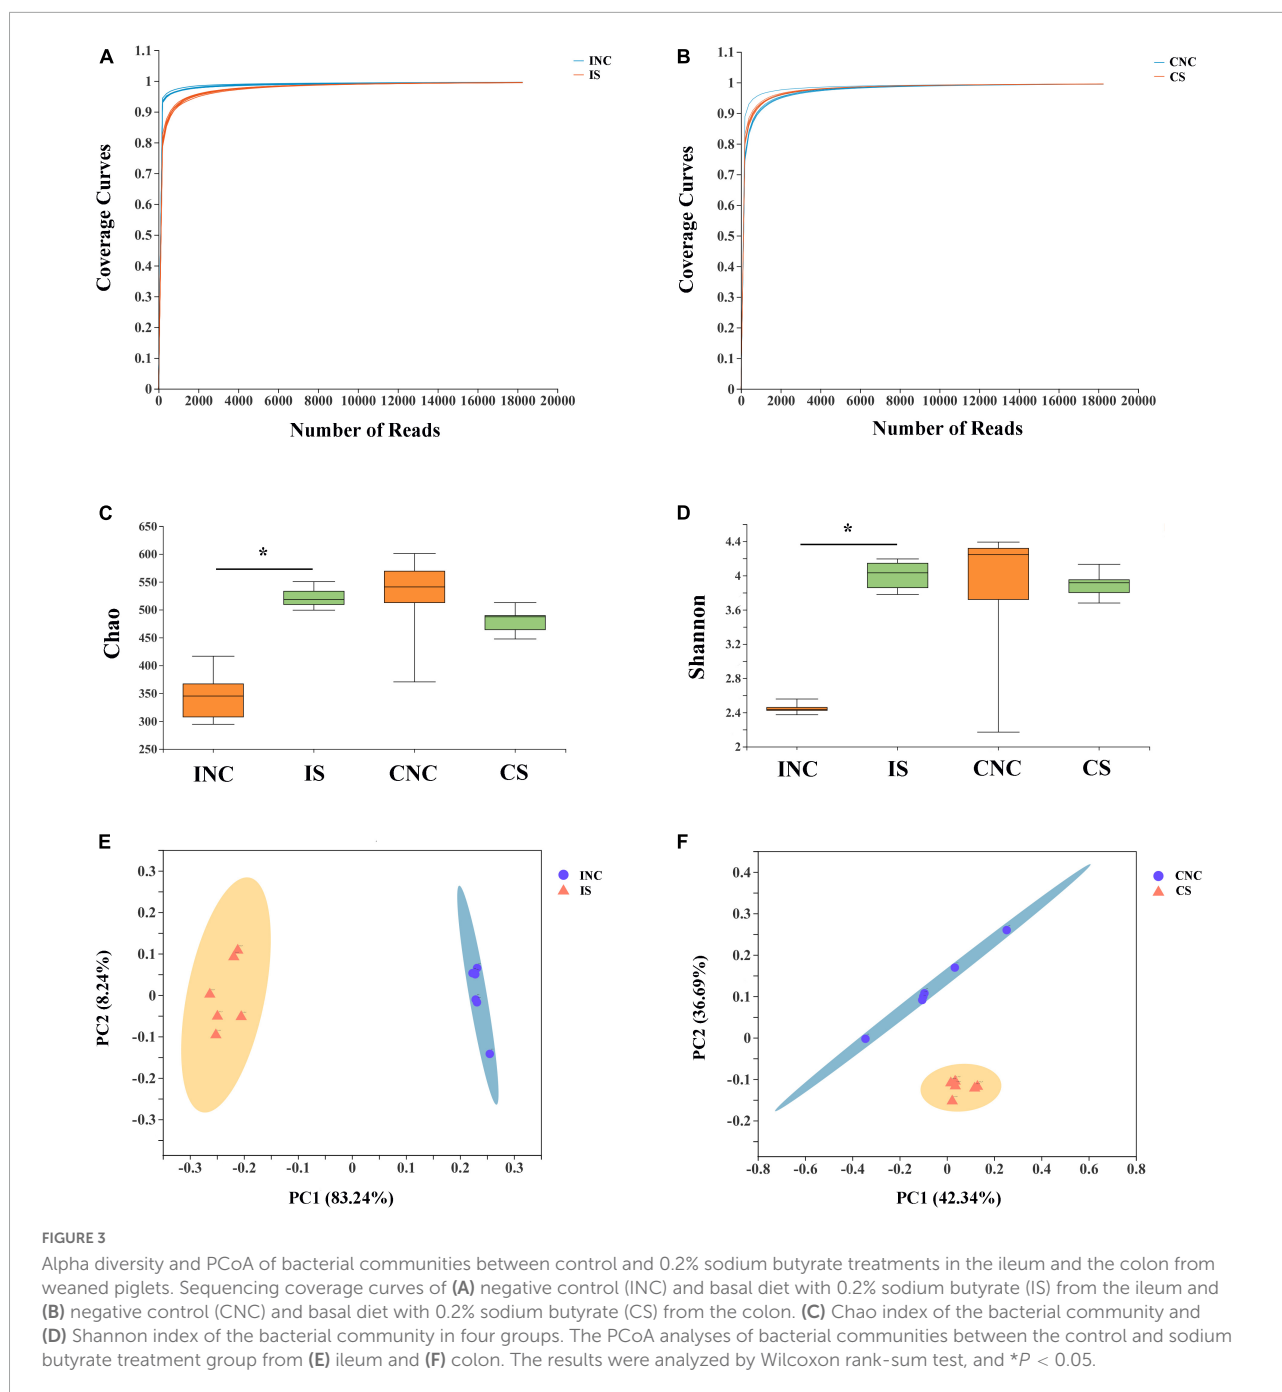 A
1.1
1
0.9
0.8
0.7
0.6
0.5
0.4
0.3
0.2
0.1
0
0 2000 4000 6000 8000 10000 12000 14000 16000 18000 20000
Coverage Curves
Number of Reads
INC
IS
B
1.1
1
0.9
0.8
0.7
0.6
0.5
0.4
0.3
0.2
0.1
0
0 2000 4000 6000 8000 10000 12000 14000 16000 18000 20000
Coverage Curves
Number of Reads
CNC
CS
C
650
600
550
500
450
400
350
300
250
Chao
*
INC IS CNC CS
D
4.4
4
3.6
3.2
2.8
2.4
2
Shannon
*
INC IS CNC CS
E
0.3
0.2
0.1
0
-0.1
-0.2
-0.3
PC2 (8.24%)
-0.3 -0.2 -0.1 0 0.1 0.2 0.3
PC1 (83.24%)
INC
IS
F
0.4
0.3
0.2
0.1
0
-0.1
-0.2
PC2 (36.69%)
-0.8 -0.6 -0.4 -0.2 0 0.2 0.4 0.6 0.8
PC1 (42.34%)
CNC
CS
FIGURE 3
Alpha diversity and PCoA of bacterial communities between control and 0.2% sodium butyrate treatments in the ileum and the colon from
weaned piglets. Sequencing coverage curves of (A) negative control (INC) and basal diet with 0.2% sodium butyrate (IS) from the ileum and
(B) negative control (CNC) and basal diet with 0.2% sodium butyrate (CS) from the colon. (C) Chao index of the bacterial community and
(D) Shannon index of the bacterial community in four groups. The PCoA analyses of bacterial communities between the control and sodium
butyrate treatment group from (E) ileum and (F) colon. The results were analyzed by Wilcoxon rank-sum test, and *P < 0.05.